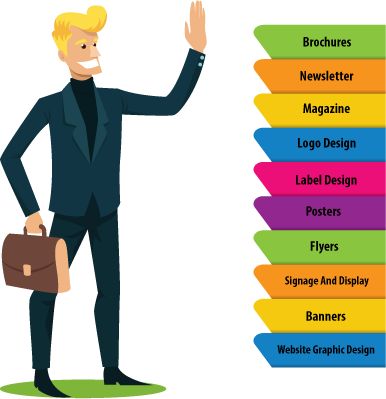 Brochures
Newsletter
Magazine
Logo Design
Label Design
Posters
Flyers
Signage And Display
Banners
Website Graphic Design